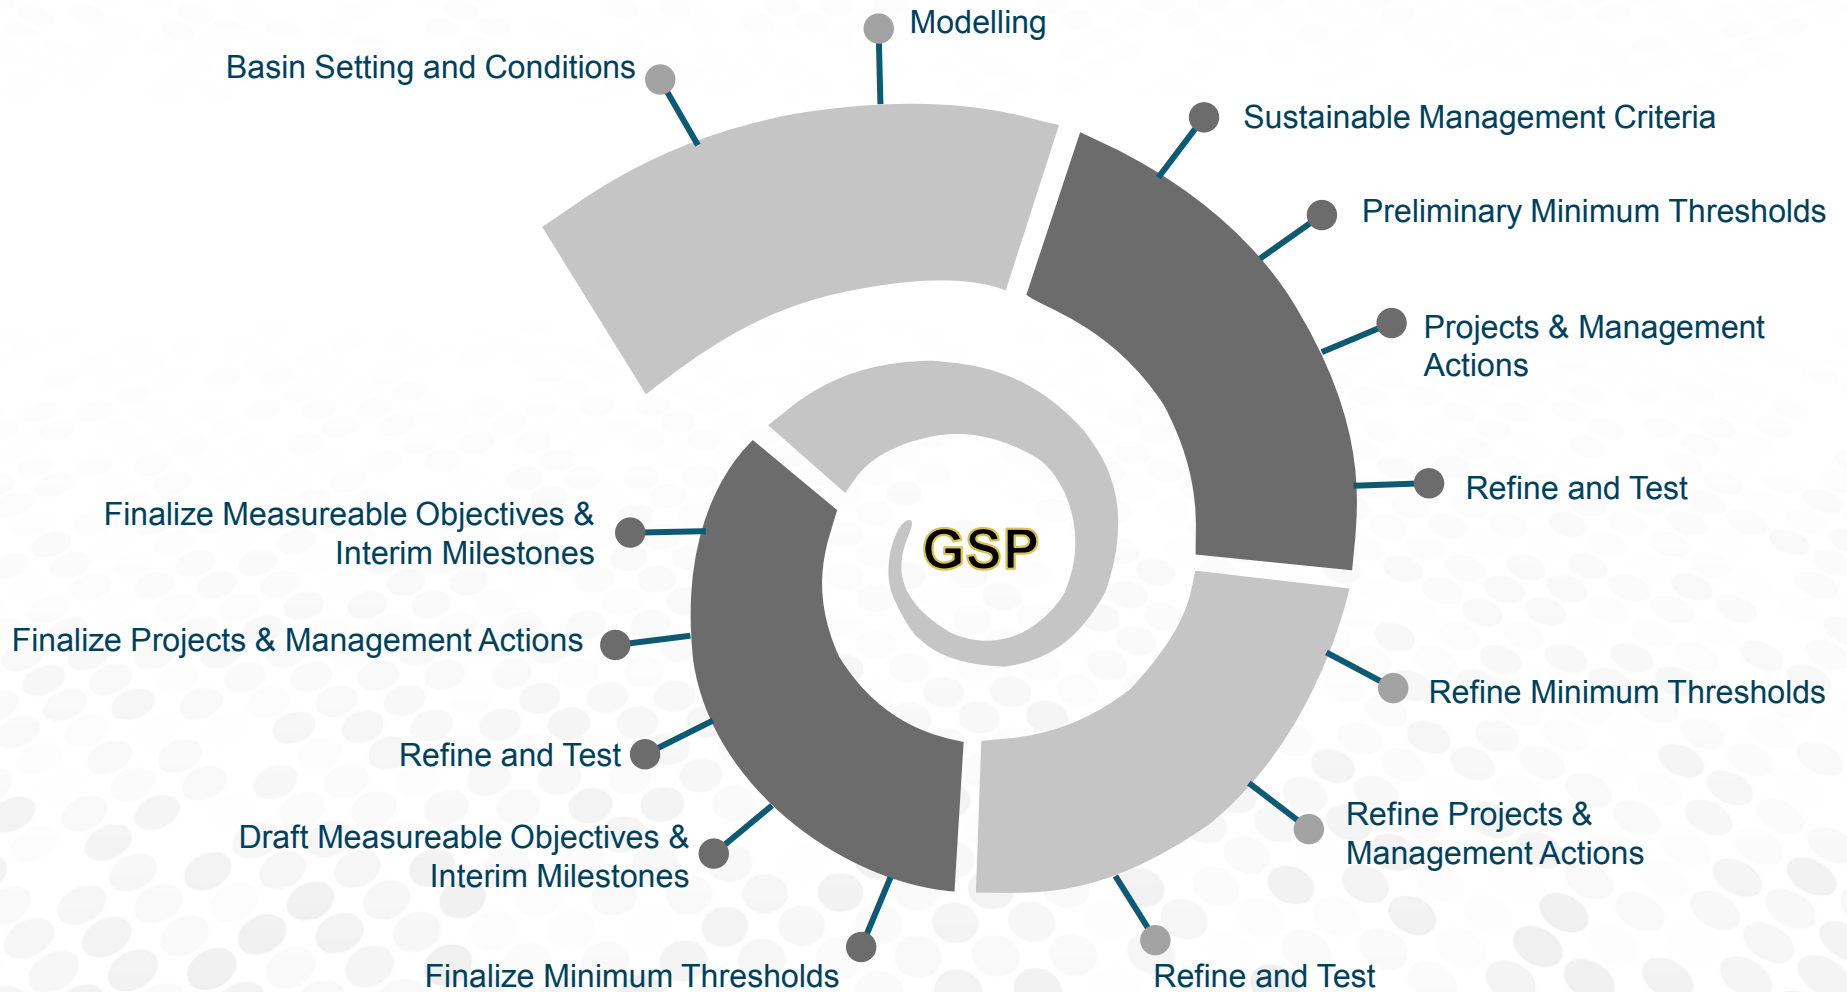 Modelling
Basin Setting and Conditions
Sustainable Management Criteria
Preliminary Minimum Thresholds
Projects & Management
Actions
Refine and Test
Refine Minimum Thresholds
Refine Projects &
Management Actions
Refine and Test
Finalize Minimum Thresholds
Draft Measureable Objectives &
Interim Milestones
Refine and Test
Finalize Projects & Management Actions
Finalize Measureable Objectives &
Interim Milestones
GSP